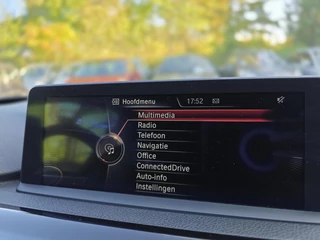 Hoofdmenu 17:52
Multimedia
Radio
Telefoon
Navigatie
Office
ConnectedDrive
Auto-info
Instellingen